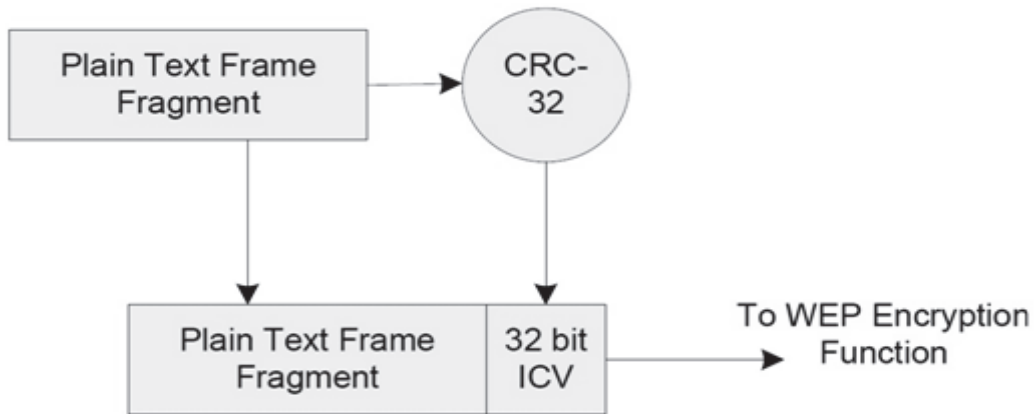 Plain Text Frame
Fragment
CRC-
32
Plain Text Frame
Fragment
32 bit
ICV
To WEP Encryption
Function